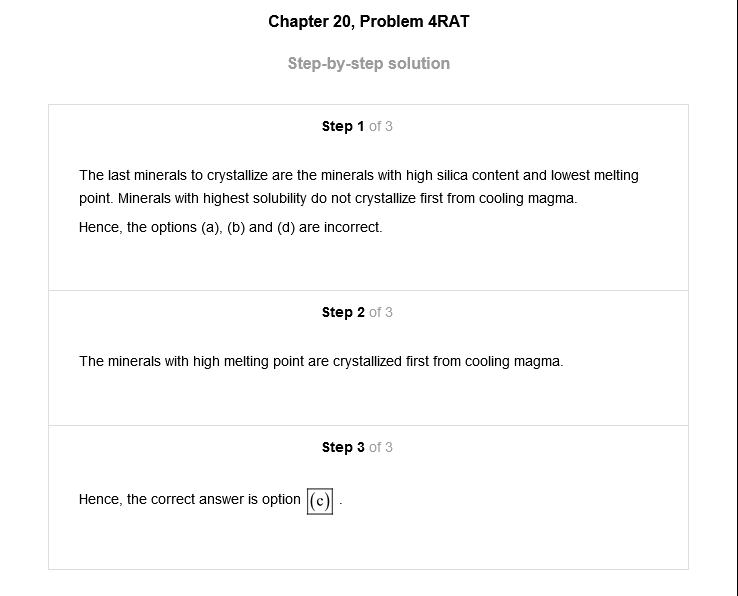 Chapter 20, Problem 4RAT
Step-by-step solution
Step 1 of 3
The last minerals to crystallize are the minerals with high silica content and lowest melting
point. Minerals with highest solubility do not crystallize first from cooling magma.
Hence, the options (a), (b) and (d) are incorrect.
Step 2 of 3
The minerals with high melting point are crystallized first from cooling magma.
Step 3 of 3
Hence, the correct answer is option (c) .